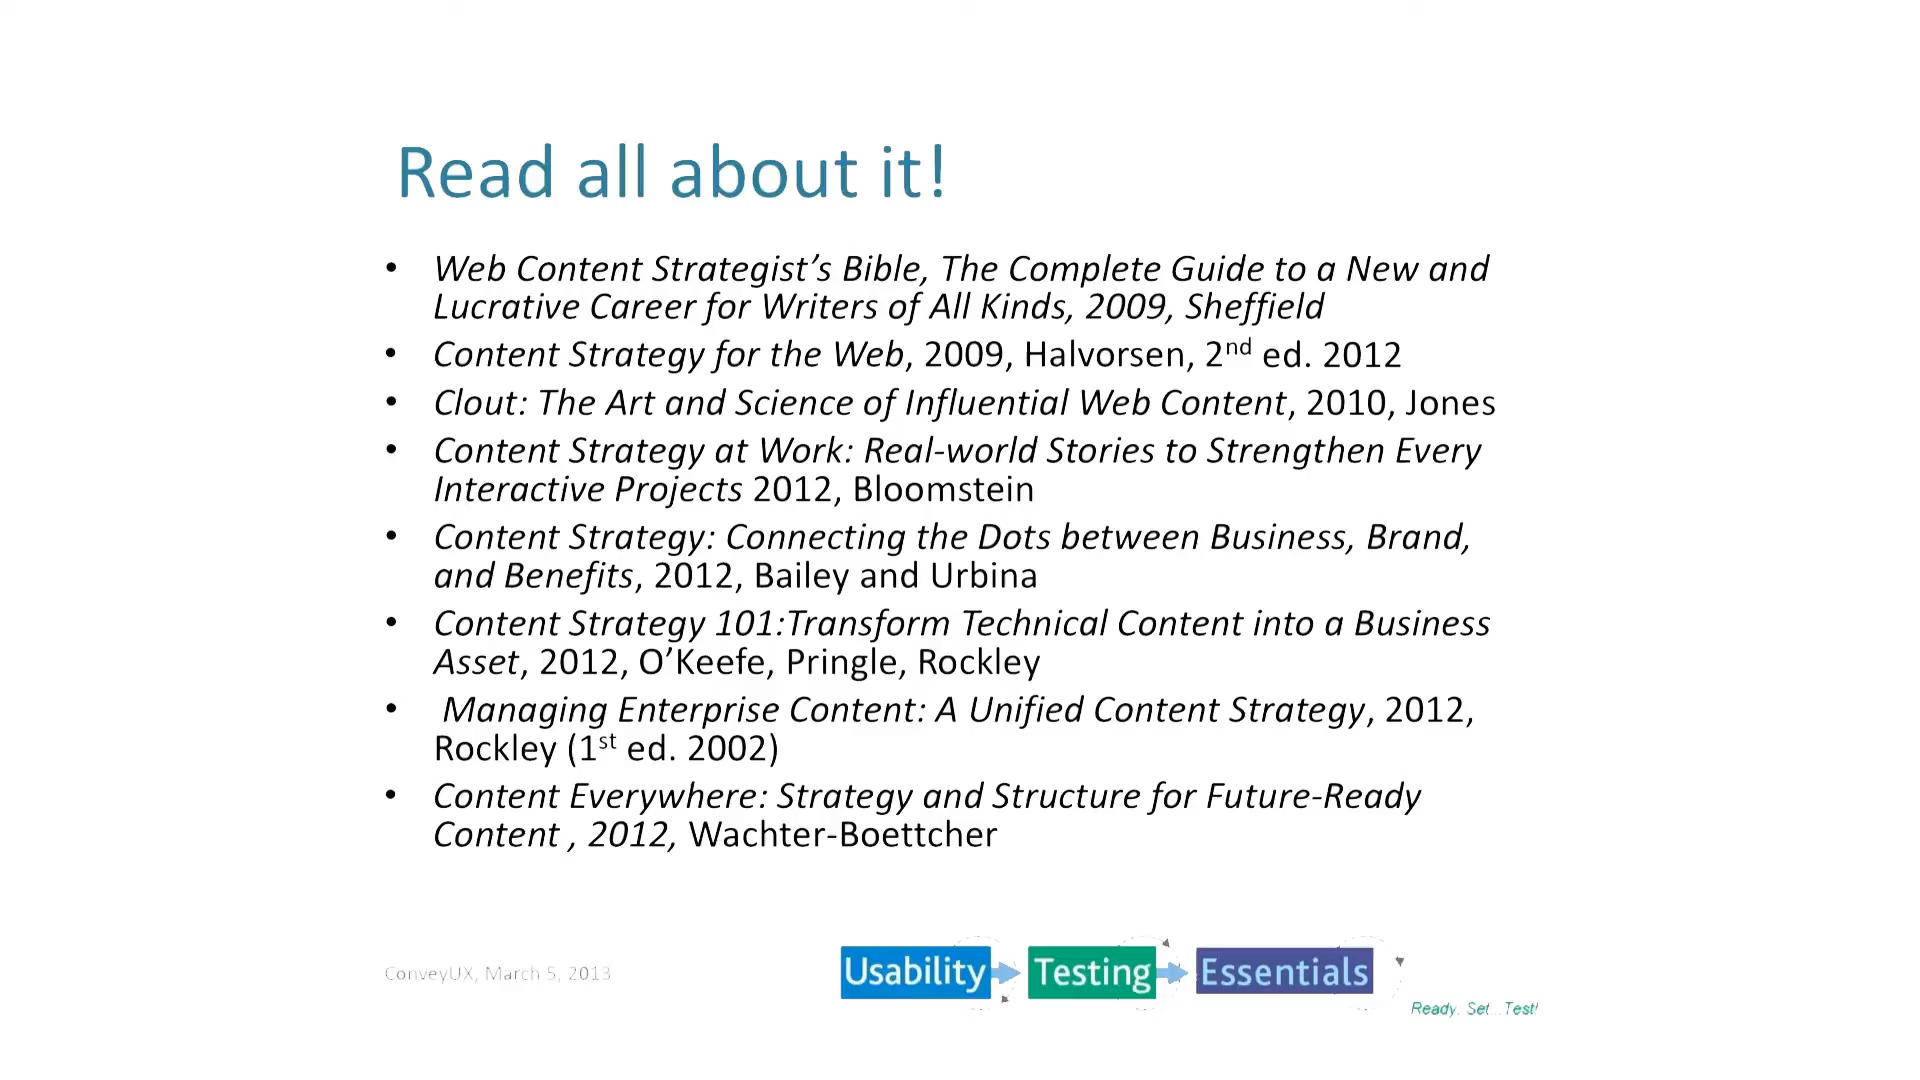 Read all about it!
• Web Content Strategist’s Bible, The Complete Guide to a New and
Lucrative Career for Writers of All Kinds, 2009, Sheffield
• Content Strategy for the Web, 2009, Halvorsen, 2nd ed. 2012
• Clout: The Art and Science of Influential Web Content, 2010, Jones
• Content Strategy at Work: Real-world Stories to Strengthen Every
Interactive Projects 2012, Bloomstein
• Content Strategy: Connecting the Dots between Business, Brand,
and Benefits, 2012, Bailey and Urbina
• Content Strategy 101:Transform Technical Content into a Business
Asset, 2012, O’Keefe, Pringle, Rockley
• Managing Enterprise Content: A Unified Content Strategy, 2012,
Rockley (1st ed. 2002)
• Content Everywhere: Strategy and Structure for Future-Ready
Content , 2012, Wachter-Boettcher
ConveyUX, March 5, 2013
Usability Testing Essentials
Ready. Set...Test!